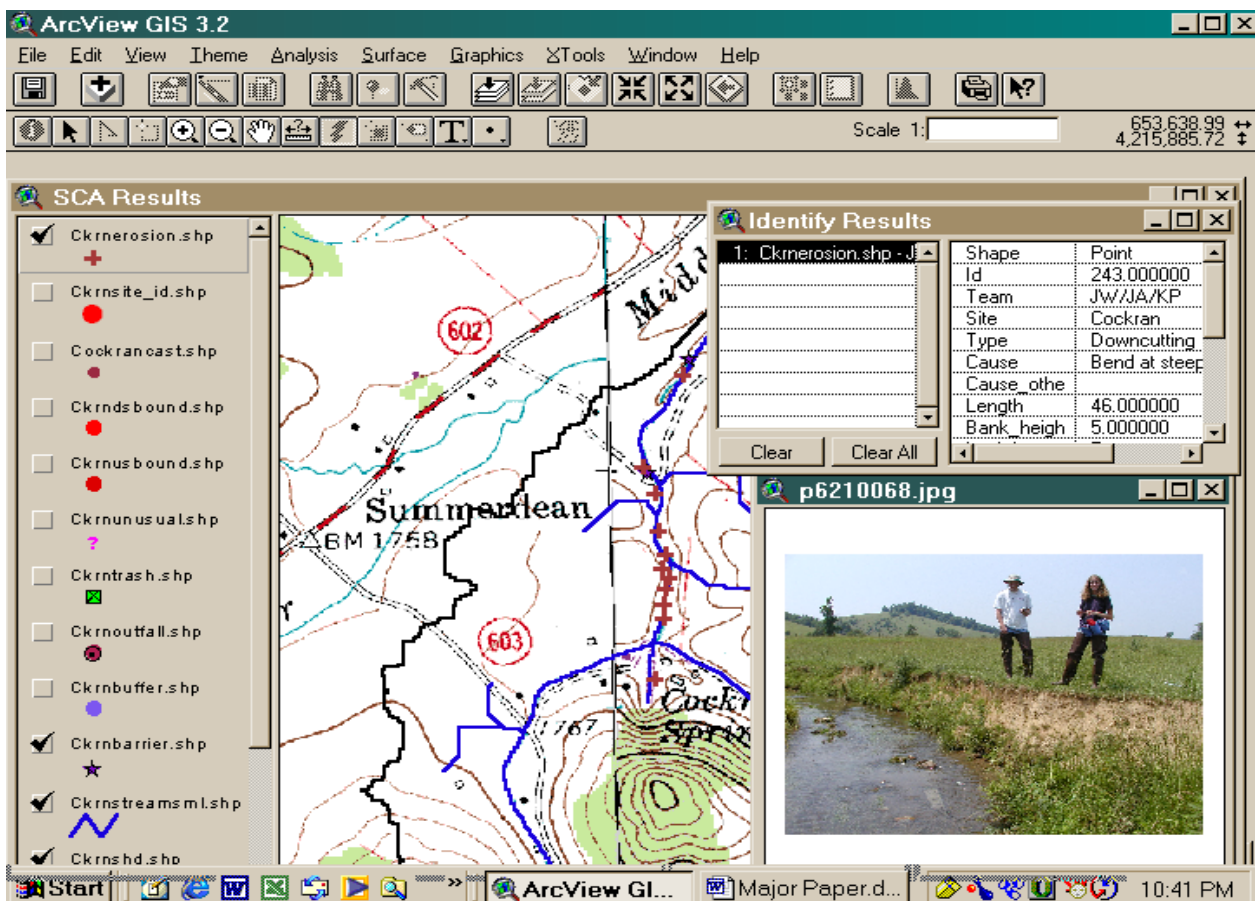 ArcView GIS 3.2
File Edit View Theme Analysis Surface Graphics XTools Window Help
Scale 1: 653,638.99
4,215,885.72
SCA Results
Ckrnerosion.shp
Ckrnsite_id.shp
Cockrancast.shp
Ckrndsbound.shp
Ckrnusbound.shp
Ckrnunusual.shp
?
Ckrntrash.shp
Ckrnoutfall.shp
Ckrnbuffer.shp
Ckrnbarrier.shp
Ckrnstreamsml.shp
Ckrnshd.shp
602
Midd
Summerdean
BM 1758
603
1767
Cockr
Sprin
Identify Results
1: Ckrnerosion.shp - J
Shape Point
Id 243.000000
Team JW/JA/KP
Site Cockran
Type Downcutting
Cause Bend at steep
Cause_othe
Length 46.000000
Bank_heigh 5.000000
Clear Clear All
p6210068.jpg
Start » ArcView GI... Major Paper.d... 10:41 PM